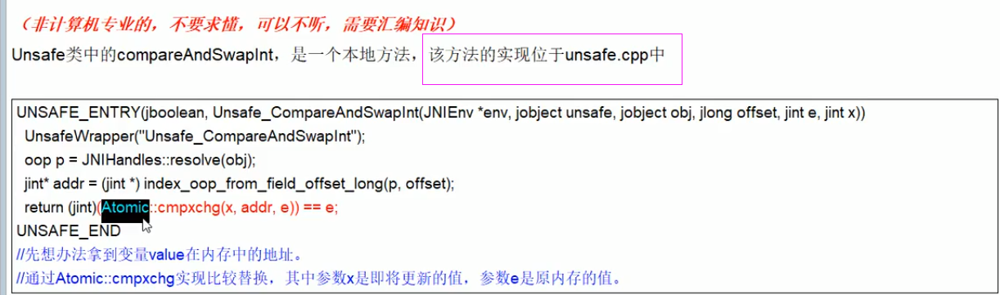 （非计算机专业的，不要求懂，可以不听，需要汇编知识）
Unsafe类中的compareAndSwapInt，是一个本地方法，该方法的实现位于unsafe.cpp中
UNSAFE_ENTRY(jboolean, Unsafe_CompareAndSwapInt(JNIEnv *env, jobject unsafe, jobject obj, jlong offset, jint e, jint x))
UnsafeWrapper("Unsafe_CompareAndSwapInt");
oop p = JNIHandles::resolve(obj);
jint* addr = (jint *) index_oop_from_field_offset_long(p, offset);
return (jint)(Atomic::cmpxchg(x, addr, e)) == e;
UNSAFE_END
//先想办法拿到变量value在内存中的地址。
//通过Atomic::cmpxchg实现比较替换，其中参数x是即将更新的值，参数e是原内存的值。